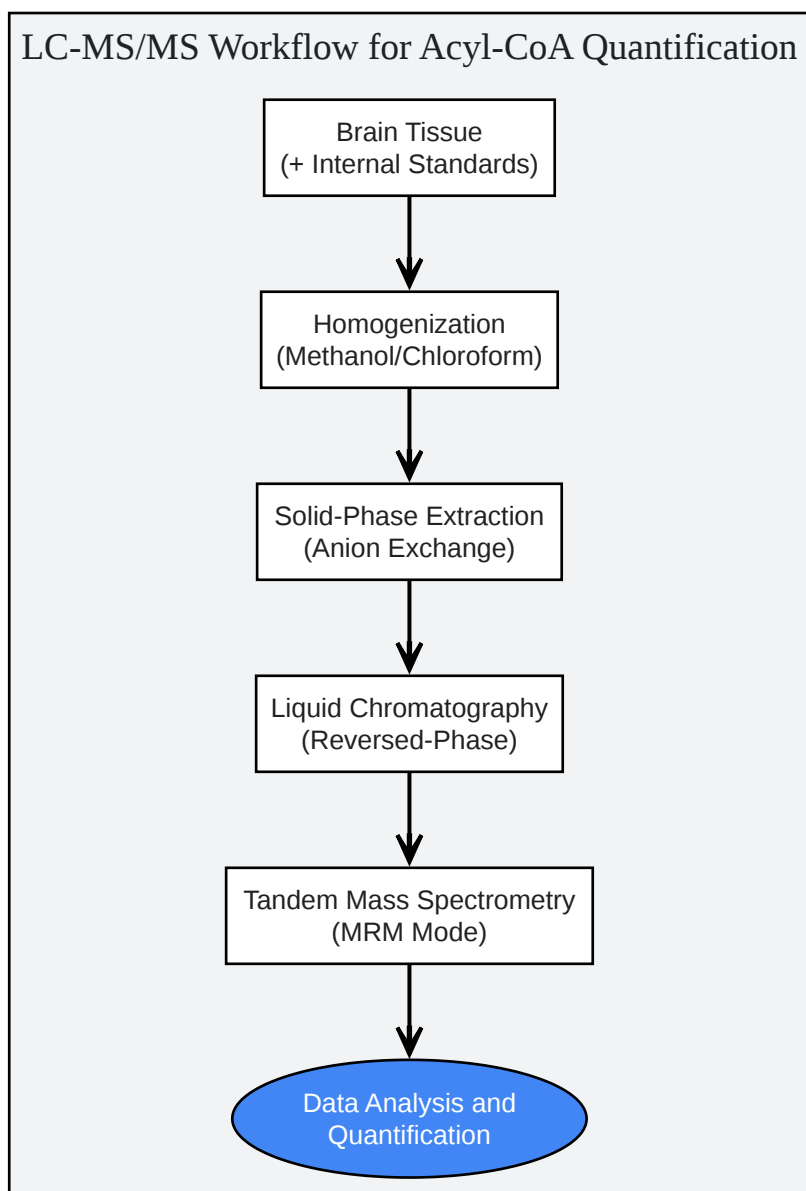 LC-MS/MS Workflow for Acyl-CoA Quantification
Brain Tissue
(+ Internal Standards)
Homogenization
(Methanol/Chloroform)
Solid-Phase Extraction
(Anion Exchange)
Liquid Chromatography
(Reversed-Phase)
Tandem Mass Spectrometry
(MRM Mode)
Data Analysis and
Quantification